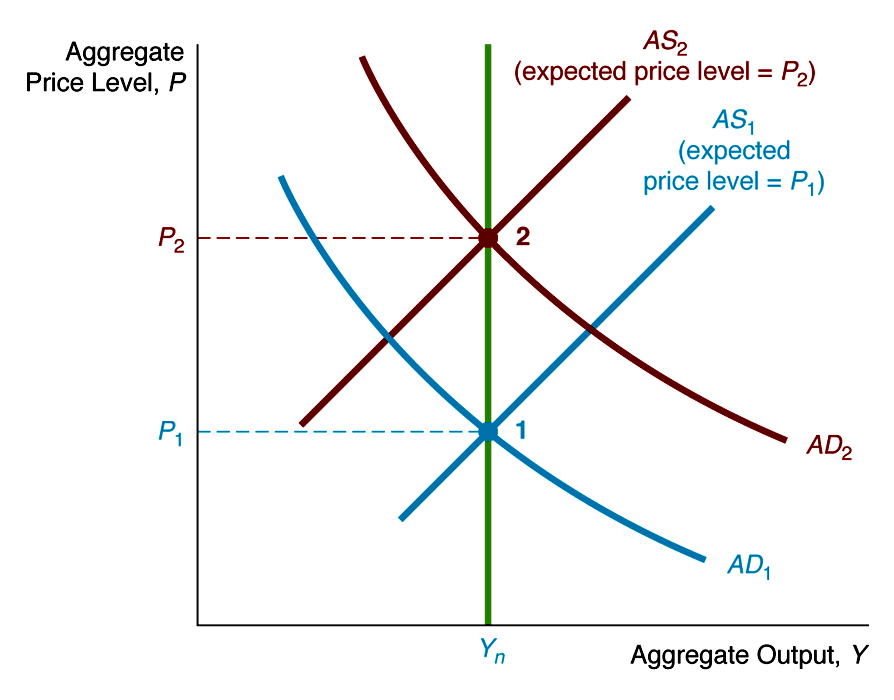 Aggregate
Price Level, P
AS₂
(expected price level = P₂)
AS₁
(expected
price level = P₁)
P₂
2
P₁
1
AD₂
AD₁
Yₙ
Aggregate Output, Y